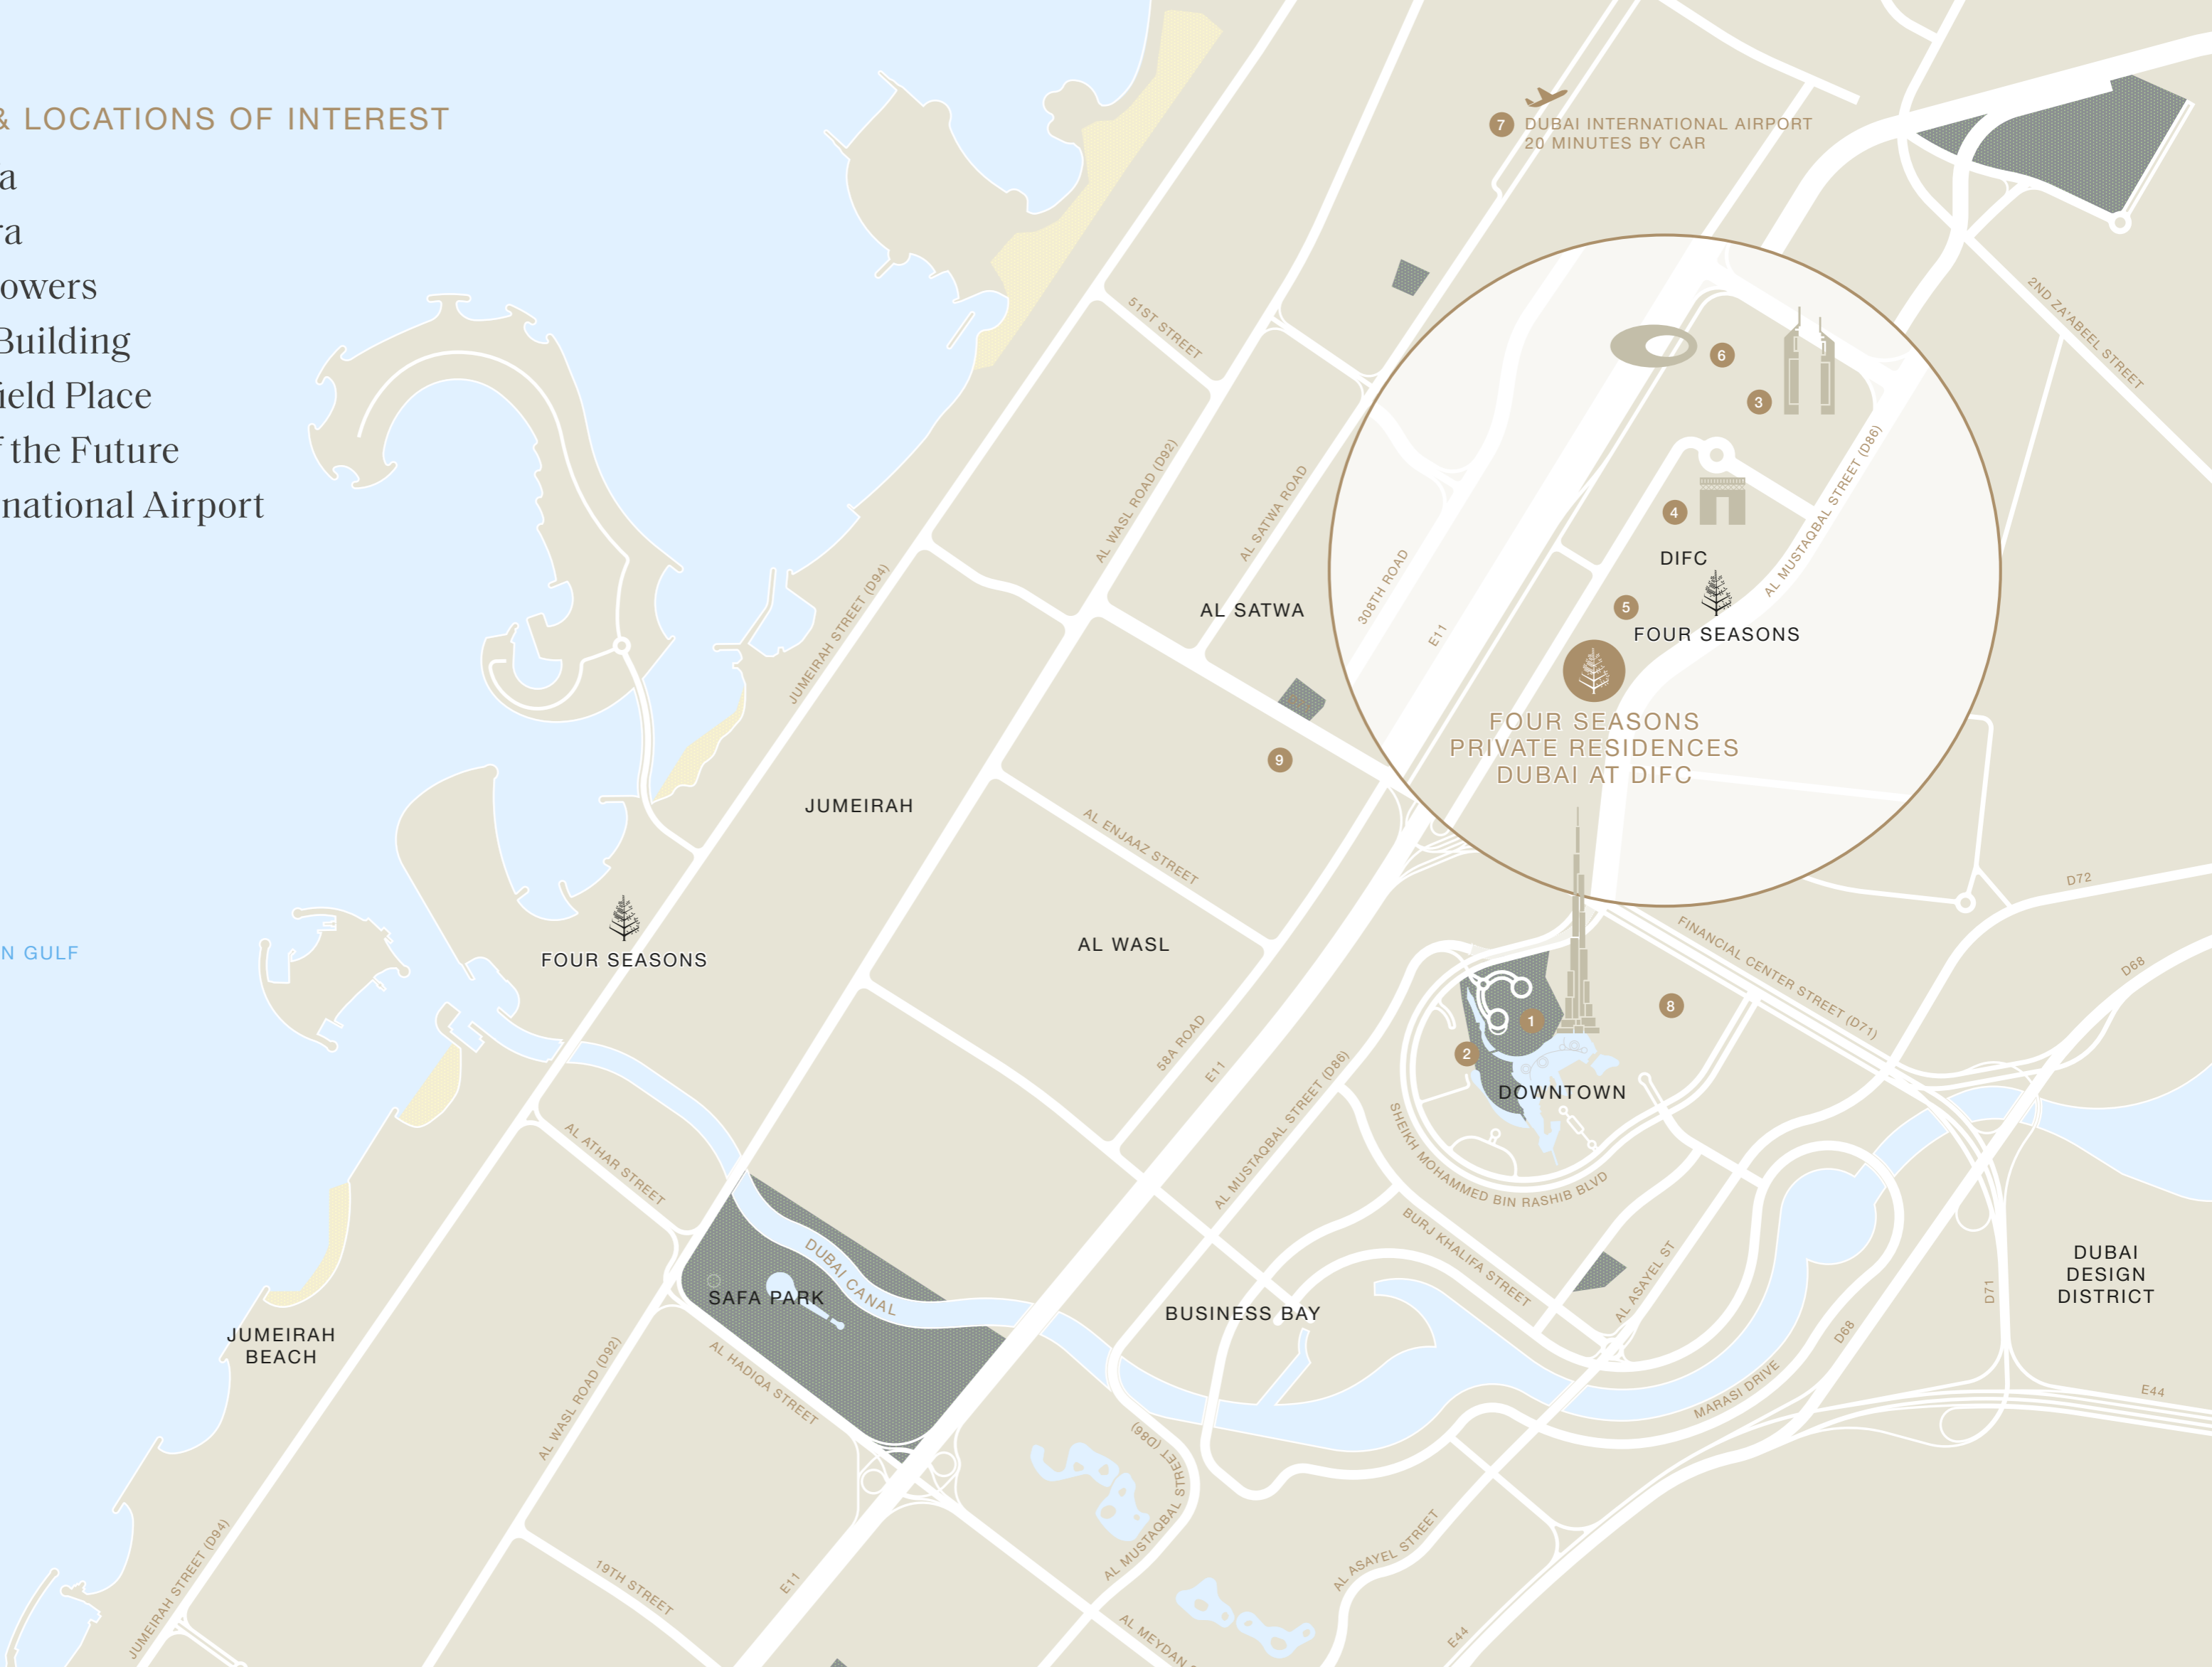 & LOCATIONS OF INTEREST
a
ra
owers
Building
ield Place
f the Future
national Airport
N GULF
7
DUBAI INTERNATIONAL AIRPORT
20 MINUTES BY CAR
2ND ZA'ABEEL STREET
51ST STREET
6
3
AL WASL ROAD (D92)
AL SATWA ROAD
AL MUSTAQBAL STREET (D86)
4
DIFC
308TH ROAD
E11
JUMEIRAH STREET (D94)
AL SATWA
5
FOUR SEASONS
FOUR SEASONS
PRIVATE RESIDENCES
DUBAI AT DIFC
9
JUMEIRAH
AL ENJAAZ STREET
D72
FOUR SEASONS
AL WASL
FINANCIAL CENTER STREET (D71)
D68
8
1
2
58A ROAD
E11
DOWNTOWN
AL MUSTAQBAL STREET (D86)
SHEIKH MOHAMMED BIN RASHIB BLVD
AL ATHAR STREET
BURJ KHALIFA STREET
AL ASAYEL ST
DUBAI
DESIGN
DISTRICT
D71
DUBAI CANAL
SAFA PARK
BUSINESS BAY
JUMEIRAH
BEACH
D68
AL HADIQA STREET
AL WASL ROAD (D92)
MARASI DRIVE
E44
AL MUSTAQBAL STREET (D86)
AL MUSTAQBAL
AL ASAYEL STREET
JUMEIRAH STREET (D94)
19TH STREET
E11
AL MEYDAN
E44